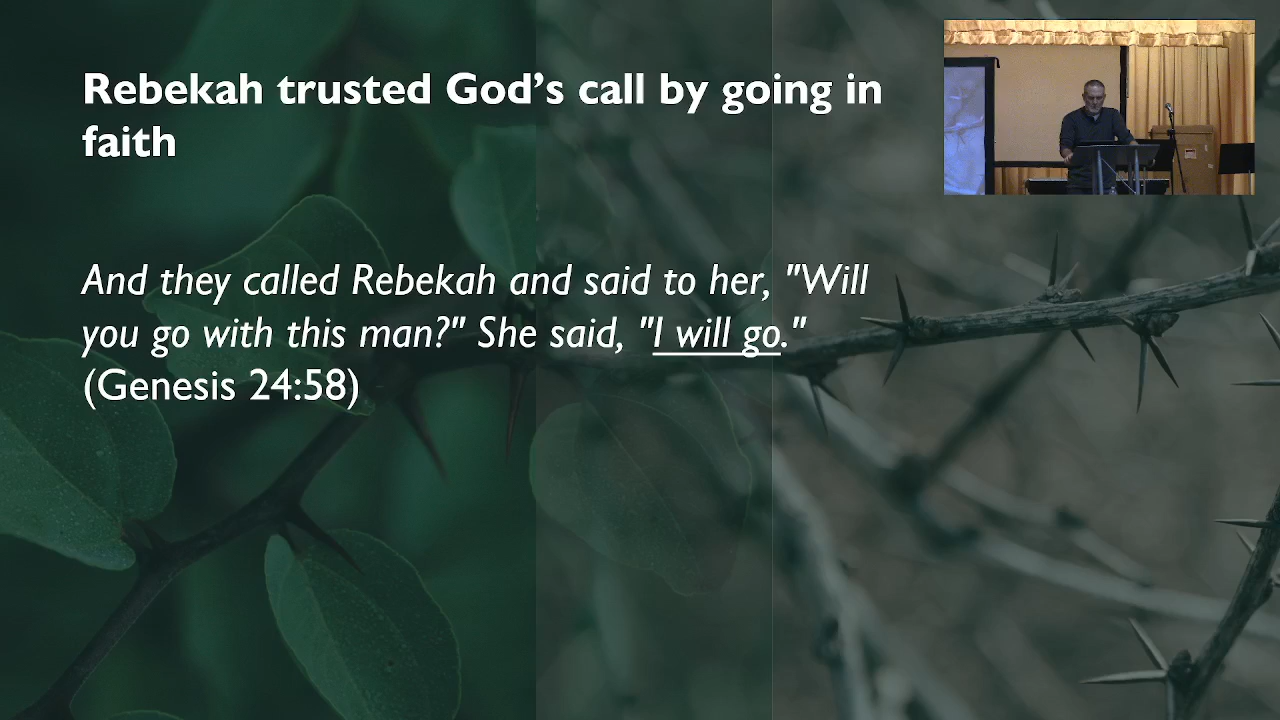 Rebekah trusted God’s call by going in
faith
And they called Rebekah and said to her, "Will
you go with this man?" She said, "I will go."
(Genesis 24:58)